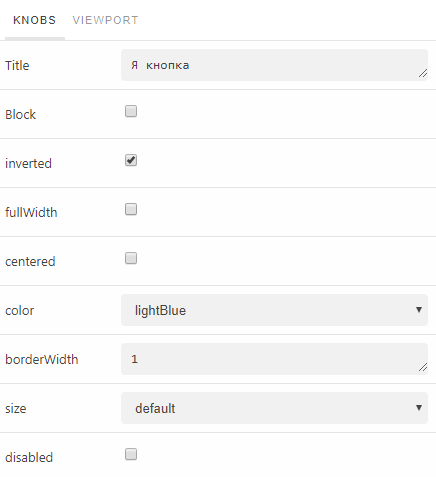 KNOBS VIEWPORT
Title Я кнопка
Block
inverted
fullWidth
centered
color lightBlue
borderWidth 1
size default
disabled